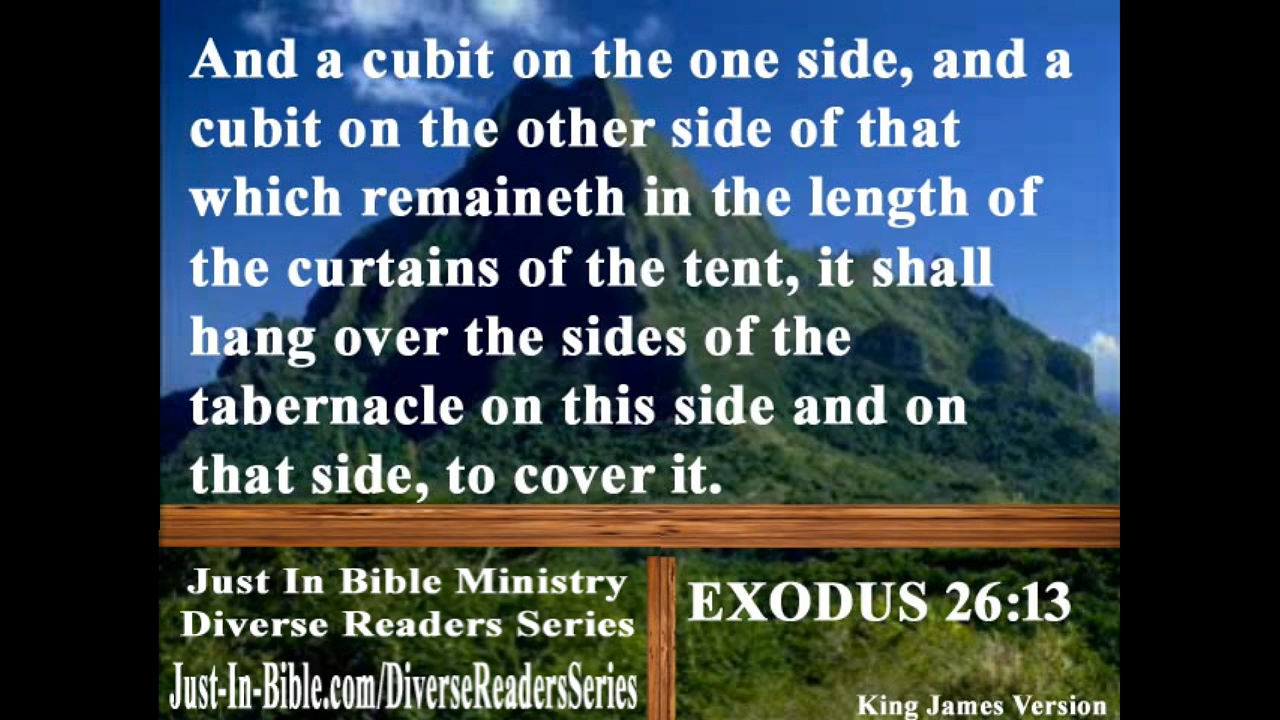 And a cubit on the one side, and a
cubit on the other side of that
which remaineth in the length of
the curtains of the tent, it shall
hang over the sides of the
tabernacle on this side and on
that side, to cover it.
Just In Bible Ministry
Diverse Readers Series
Just-In-Bible.com/DiverseReadersSeries
EXODUS 26:13
King James Version